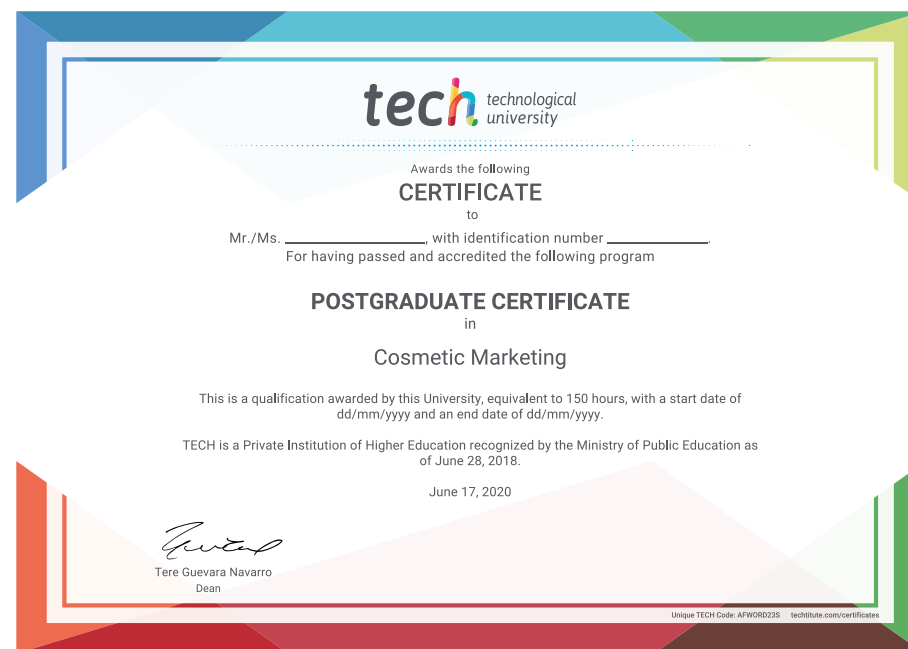 tech technological
university
Awards the following
CERTIFICATE
to
Mr./Ms. ____________________, with identification number ______________.
For having passed and accredited the following program
POSTGRADUATE CERTIFICATE
in
Cosmetic Marketing
This is a qualification awarded by this University, equivalent to 150 hours, with a start date of
dd/mm/yyyy and an end date of dd/mm/yyyy.
TECH is a Private Institution of Higher Education recognized by the Ministry of Public Education as
of June 28, 2018.
June 17, 2020
Tere Guevara Navarro
Dean
Unique TECH Code: AFWORD23S techtitute.com/certificates